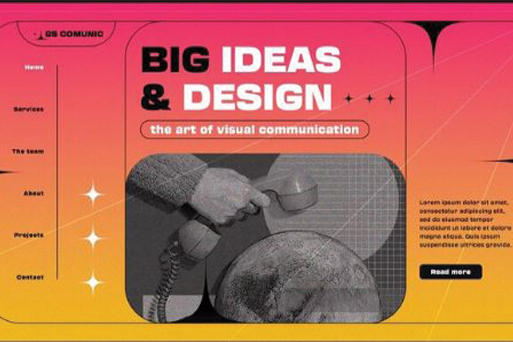 GS COMUNIC
Home
Services
The team
About
Projects
Contact
BIG IDEAS
& DESIGN
the art of visual communication
Lorem ipsum dolor sit amet,
consectetur adipiscing elit,
sed do eiusmod tempor
incididunt ut labore et dolore
magna aliqua. Quis ipsum
suspendisse ultrices gravida.
Read more